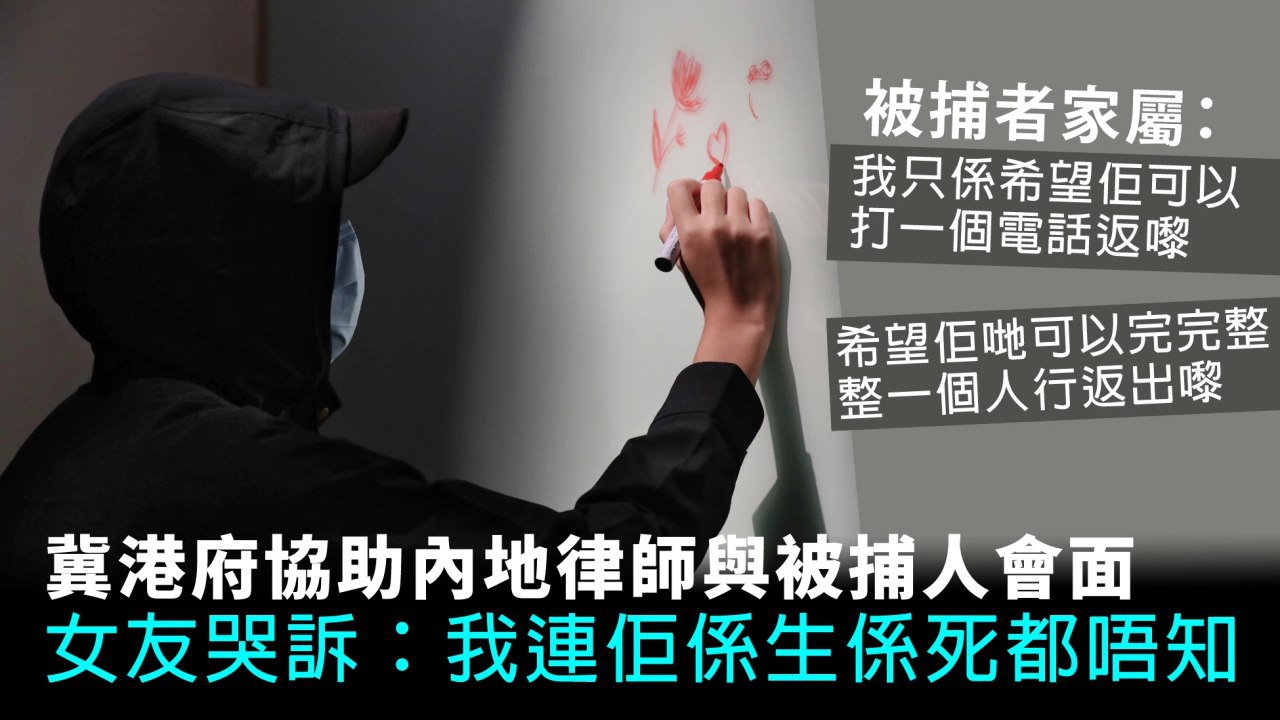 被捕者家屬：
我只係希望佢可以
打一個電話返嚟
希望佢哋可以完完整
整一個人行返出嚟
冀港府協助內地律師與被捕人會面
女友哭訴：我連佢係生係死都唔知